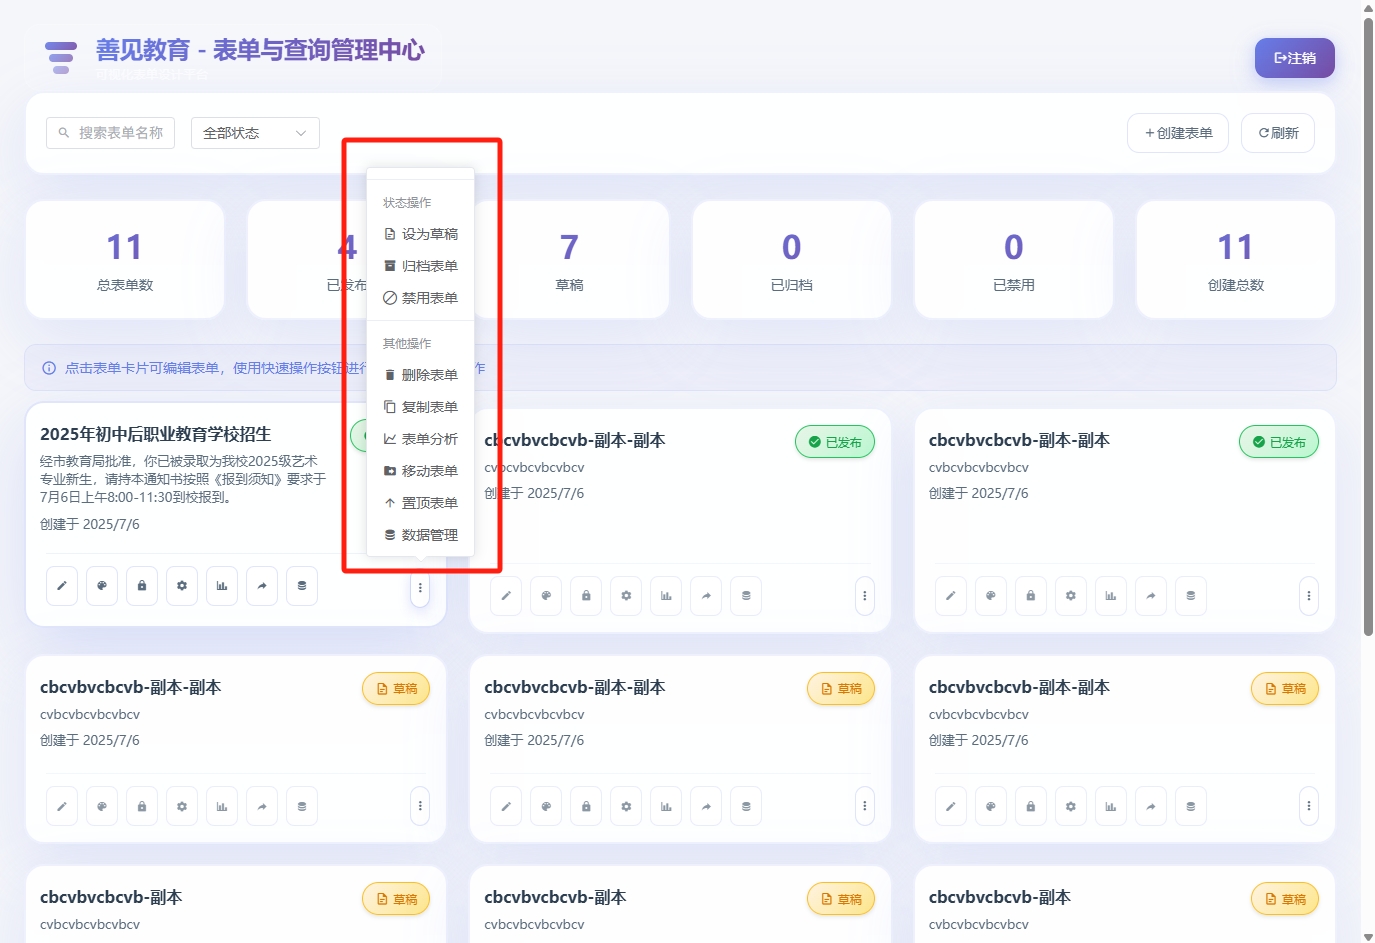 善见教育 - 表单与查询管理中心
注销
搜索表单名称
全部状态
+创建表单
刷新
11
总表单数
4
已发布
7
草稿
0
已归档
0
已禁用
11
创建总数
点击表单卡片可编辑表单，使用快速操作按钮进行
作
状态操作
设为草稿
归档表单
禁用表单
其他操作
删除表单
复制表单
表单分析
移动表单
置顶表单
数据管理
2025年初中后职业教育学校招生
经市教育局批准，你已被录取为我校2025级艺术
专业新生，请持本通知书按照《报到须知》要求于
7月6日上午8:00-11:30到校报到。
创建于 2025/7/6
cbcvbvcbcvb-副本-副本
已发布
cvbcvbcvbcvbcv
创建于 2025/7/6
cbcvbvcbcvb-副本-副本
已发布
cvbcvbcvbcvbcv
创建于 2025/7/6
cbcvbvcbcvb-副本-副本
草稿
cvbcvbcvbcvbcv
创建于 2025/7/6
cbcvbvcbcvb-副本-副本
草稿
cvbcvbcvbcvbcv
创建于 2025/7/6
cbcvbvcbcvb-副本-副本
草稿
cvbcvbcvbcvbcv
创建于 2025/7/6
cbcvbvcbcvb-副本
草稿
cvbcvbcvbcvbcv
cbcvbvcbcvb-副本
草稿
cvbcvbcvbcvbcv
cbcvbvcbcvb-副本
草稿
cvbcvbcvbcvbcv